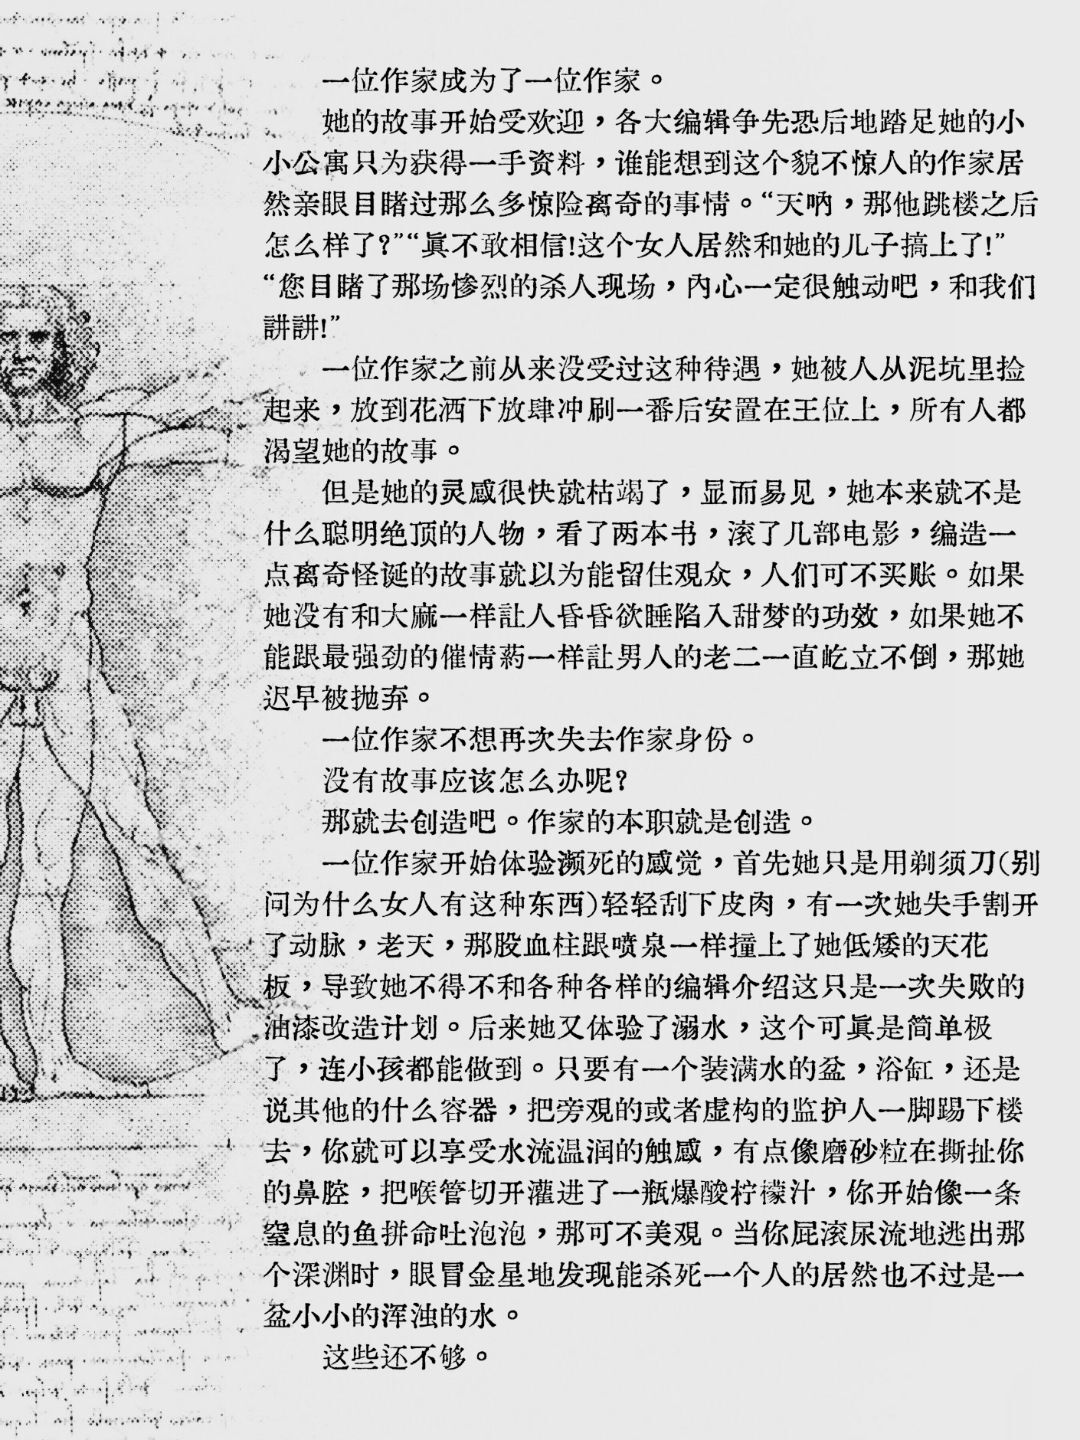 一位作家成为了一位作家。
她的故事开始受欢迎，各大编辑争先恐后地踏足她的小
小公寓只为获得一手资料，谁能想到这个貌不惊人的作家居
然亲眼目睹过那么多惊险离奇的事情。“天呐，那他跳楼之后
怎么样了?”“眞不敢相信!这个女人居然和她的儿子搞上了!”
“您目睹了那场惨烈的杀人现场，內心一定很触动吧，和我们
讲讲!”
一位作家之前从来没受过这种待遇，她被人从泥坑里捡
起来，放到花洒下放肆冲刷一番后安置在王位上，所有人都
渴望她的故事。
但是她的灵感很快就枯竭了，显而易见，她本来就不是
什么聪明绝顶的人物，看了两本书，滚了几部电影，编造一
点离奇怪诞的故事就以为能留住观众，人们可不买账。如果
她没有和大麻一样让人昏昏欲睡陷入甜梦的功效，如果她不
能跟最强劲的催情药一样让男人的老二一直屹立不倒，那她
迟早被抛弃。
一位作家不想再次失去作家身份。
没有故事应该怎么办呢?
那就去创造吧。作家的本职就是创造。
一位作家开始体验濒死的感觉，首先她只是用剃须刀(别
问为什么女人有这种东西)轻轻刮下皮肉，有一次她失手割开
了动脉，老天，那股血柱跟喷泉一样撞上了她低矮的天花
板，导致她不得不和各种各样的编辑介绍这只是一次失败的
油漆改造计划。后来她又体验了溺水，这个可眞是简单极
了，连小孩都能做到。只要有一个装满水的盆，浴缸，还是
说其他的什么容器，把旁观的或者虚构的监护人一脚踢下楼
去，你就可以享受水流温润的触感，有点像磨砂粒在撕扯你
的鼻腔，把喉管切开灌进了一瓶爆酸柠檬汁，你开始像一条
窒息的鱼拼命吐泡泡，那可不美观。当你屁滚尿流地逃出那
个深渊时，眼冒金星地发现能杀死一个人的居然也不过是一
盆小小的浑浊的水。
这些还不够。